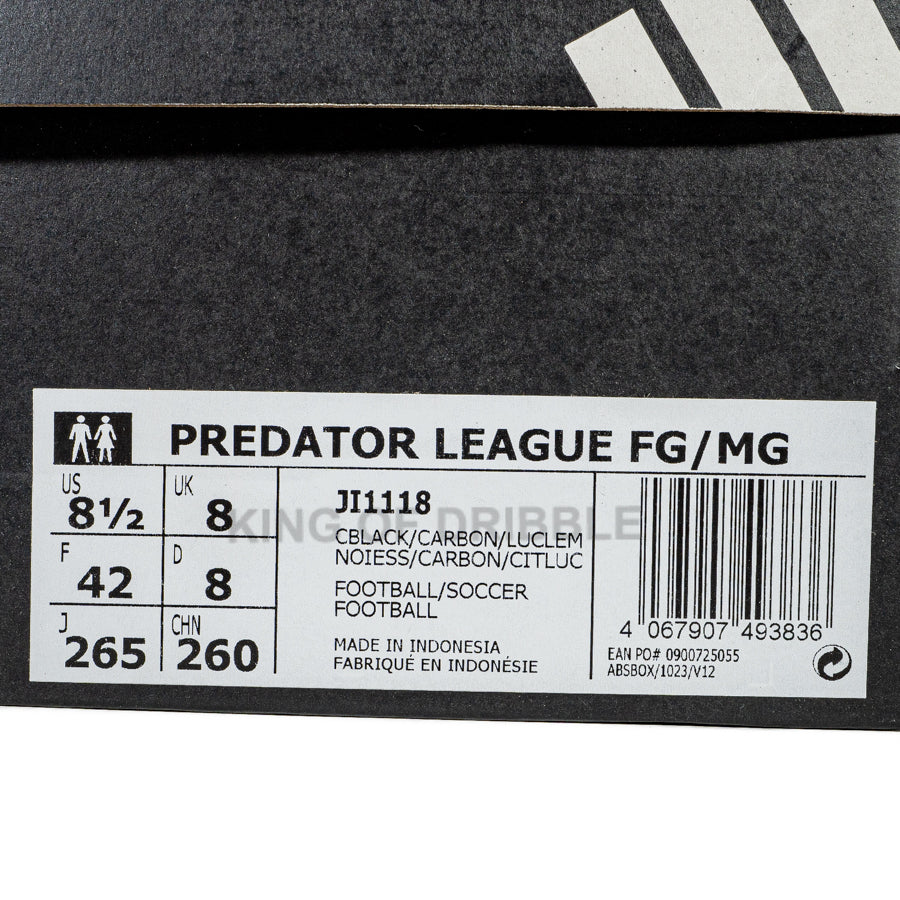 PREDATOR LEAGUE FG/MG
US
8½
UK
8
F
42
D
8
J
265
CHN
260
JI1118
KING OF DRIBBLE
CBLACK/CARBON/LUCLEM
NOIESS/CARBON/CITLUC
FOOTBALL/SOCCER
FOOTBALL
MADE IN INDONESIA
FABRIQUÉ EN INDONÉSIE
4 067907 493836
EAN PO# 0900725055
ABSBOX/1023/V12